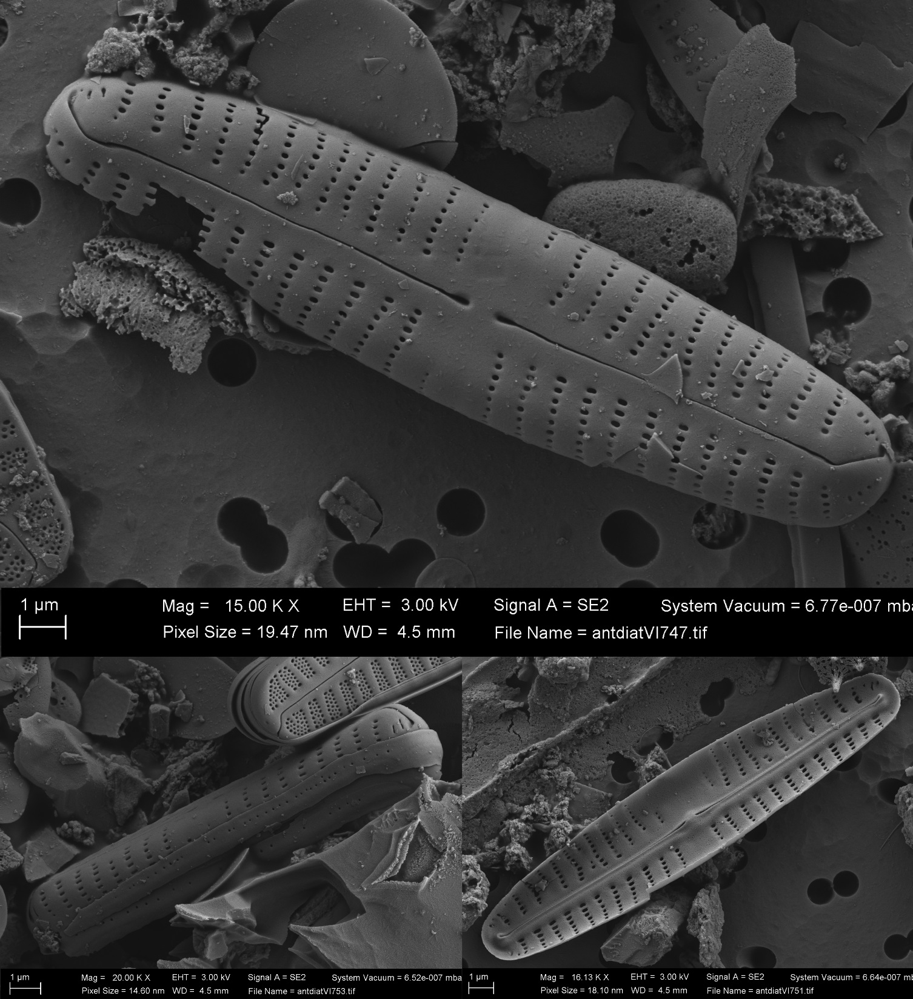 1 µm Mag = 15.00 K X EHT = 3.00 kV Signal A = SE2 System Vacuum = 6.77e-007 mba
Pixel Size = 19.47 nm WD = 4.5 mm File Name = antdiatVI747.tif
1 µm Mag = 20.00 K X EHT = 3.00 kV Signal A = SE2 System Vacuum = 6.52e-007 mba
Pixel Size = 14.60 nm WD = 4.5 mm File Name = antdiatVI753.tif
1 µm Mag = 16.13 K X EHT = 3.00 kV Signal A = SE2 System Vacuum = 6.64e-007 m
Pixel Size = 18.10 nm WD = 4.5 mm File Name = antdiatVI751.tif